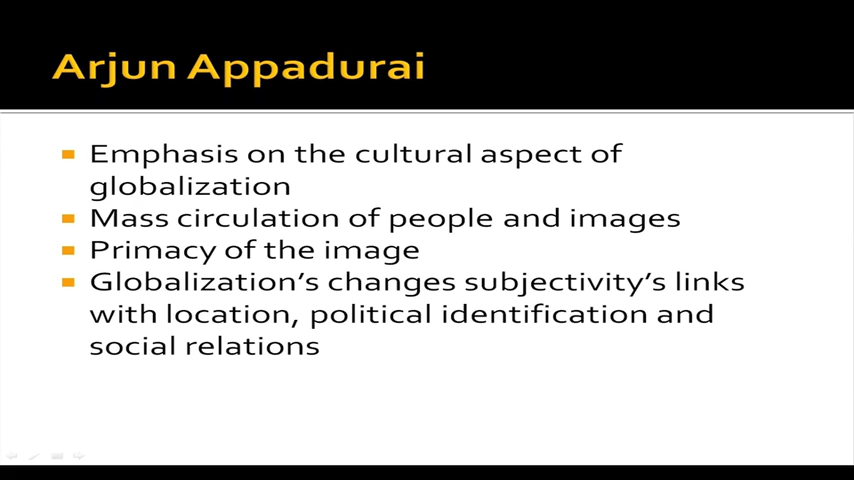 Arjun Appadurai
Emphasis on the cultural aspect of
globalization
Mass circulation of people and images
Primacy of the image
Globalization's changes subjectivity's links
with location, political identification and
social relations